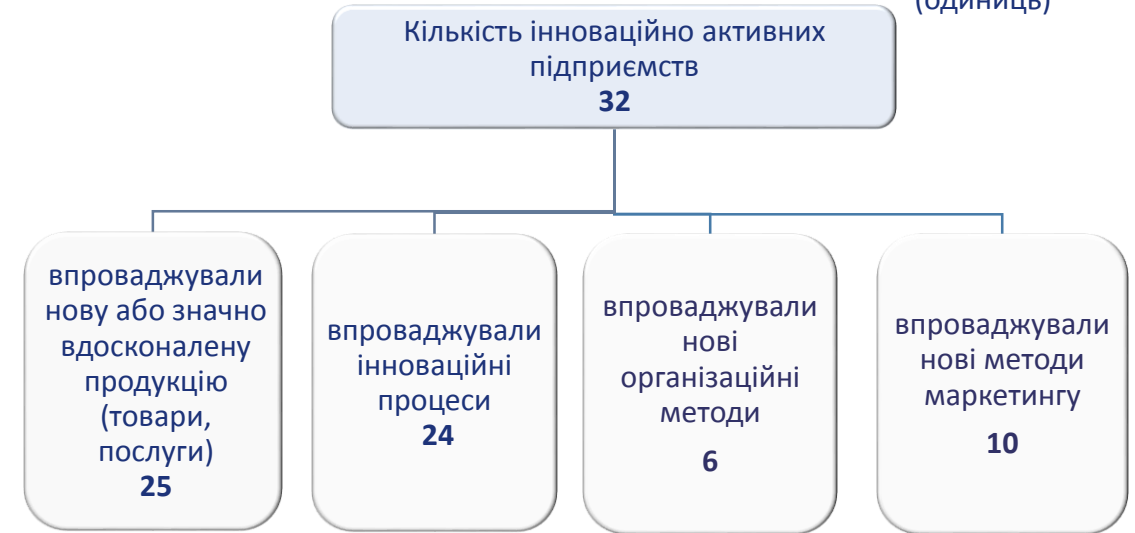 (одиниць)
Кількість інноваційно активних
підприємств
32
впроваджували
нову або значно
вдосконалену
продукцію
(товари,
послуги)
25
впроваджували
інноваційні
процеси
24
впроваджували
нові
організаційні
методи
6
впроваджували
нові методи
маркетингу
10